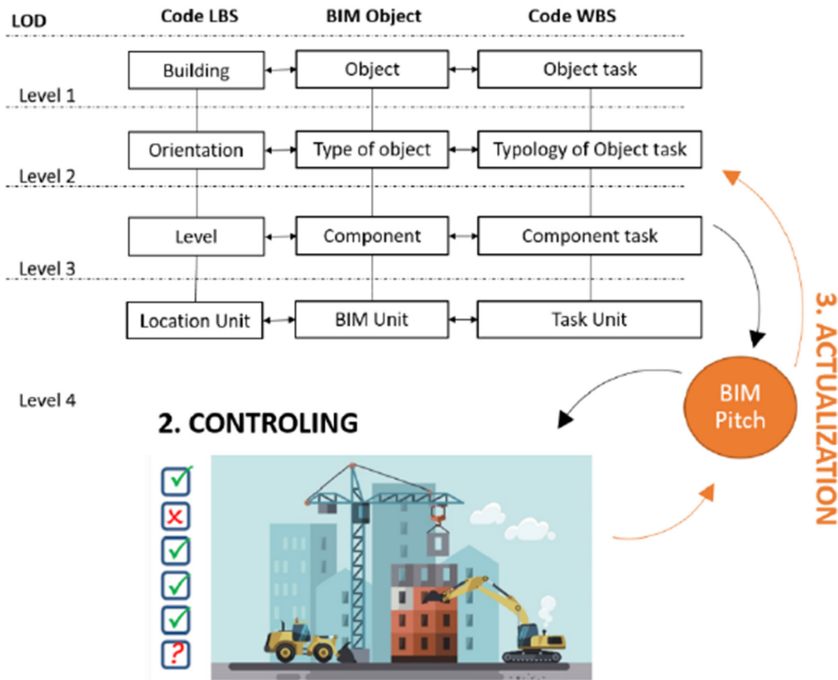 LOD Code LBS BIM Object Code WBS
Building Object Object task
Level 1
Orientation Type of object Typology of Object task
Level 2
Level Component Component task
Level 3
Location Unit BIM Unit Task Unit
Level 4
BIM
Pitch
3. ACTUALIZATION
2. CONTROLING
?